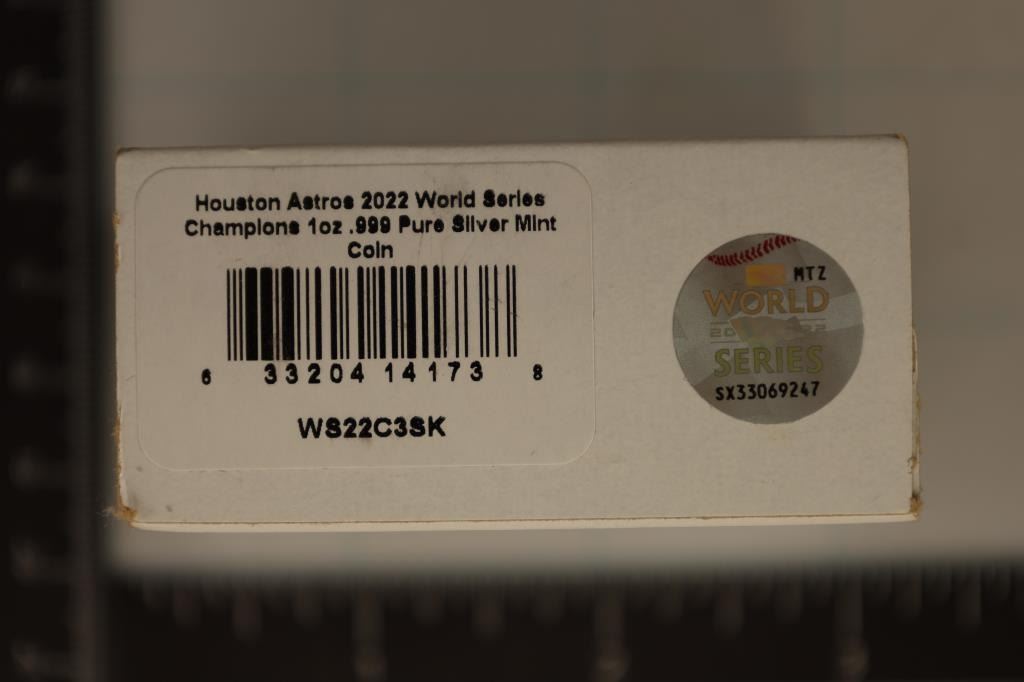 Houston Astros 2022 World Series
Champions 1oz .999 Pure Silver Mint
Coin
6 33204 14173 8
WS22C3SK
MTZ
WORLD
SERIES
SX33069247